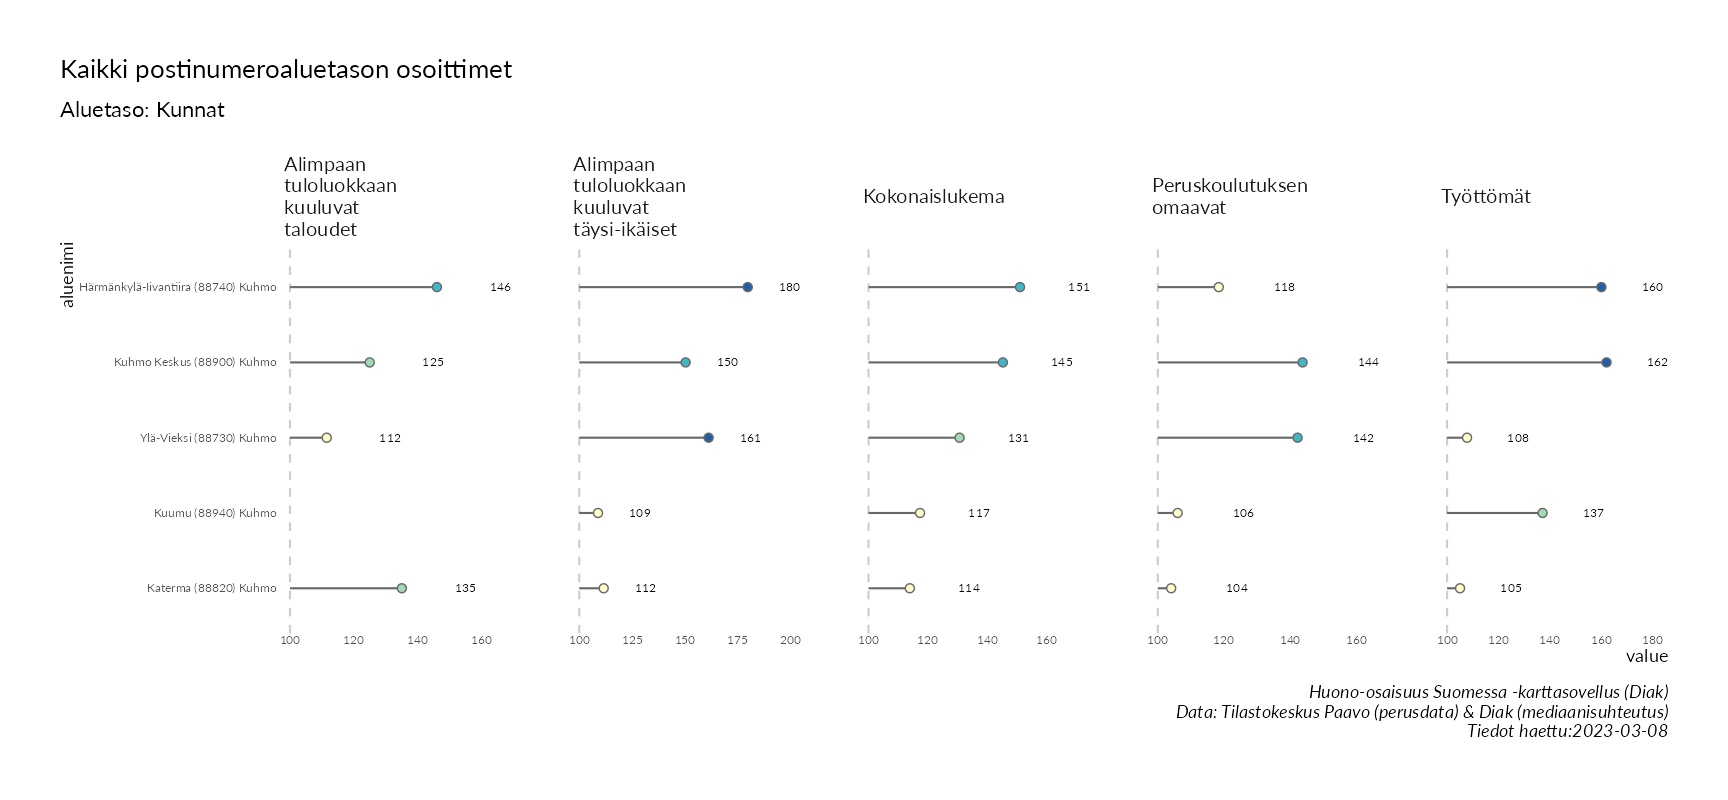 Kaikki postinumeroaluetason osoittimet
Aluetaso: Kunnat
Alimpaan
tuloluokkaan
kuuluvat
taloudet
Alimpaan
tuloluokkaan
kuuluvat
täysi-ikäiset
Kokonaislukema
Peruskoulutuksen
omaavat
Työttömät
aluenimi
Härmänkylä-Iivantiira (88740) Kuhmo 146 180 151 118 160
Kuhmo Keskus (88900) Kuhmo 125 150 145 144 162
Ylä-Vieksi (88730) Kuhmo 112 161 131 142 108
Kuumu (88940) Kuhmo 109 117 106 137
Katerma (88820) Kuhmo 135 112 114 104 105
100 120 140 160 100 125 150 175 200 100 120 140 160 100 120 140 160 100 120 140 160 180
value
Huono-osaisuus Suomessa -karttasovellus (Diak)
Data: Tilastokeskus Paavo (perusdata) & Diak (mediaanisuhteutus)
Tiedot haettu:2023-03-08